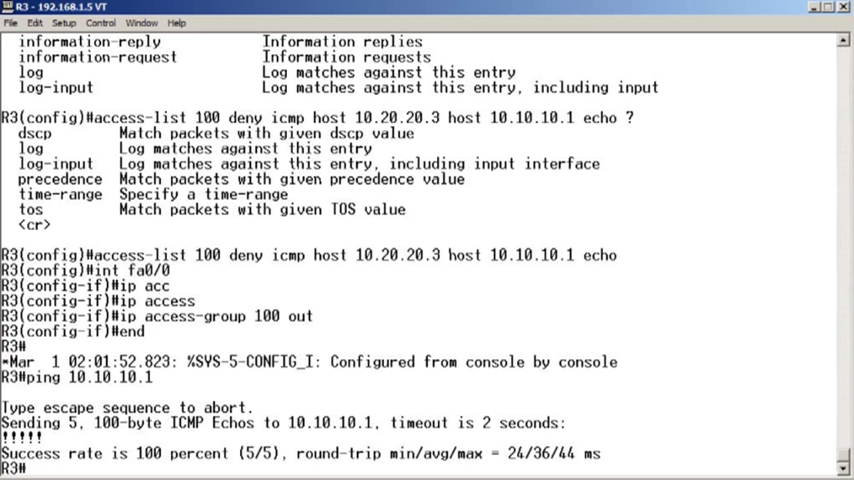 R3 - 192.168.1.5 VT
File Edit Setup Control Window Help
information-reply Information replies
information-request Information requests
log Log matches against this entry
log-input Log matches against this entry, including input
R3(config)#access-list 100 deny icmp host 10.20.20.3 host 10.10.10.1 echo ?
dscp Match packets with given dscp value
log Log matches against this entry
log-input Log matches against this entry, including input interface
precedence Match packets with given precedence value
time-range Specify a time-range
tos Match packets with given TOS value
<cr>
R3(config)#access-list 100 deny icmp host 10.20.20.3 host 10.10.10.1 echo
R3(config)#int fa0/0
R3(config-if)#ip acc
R3(config-if)#ip access
R3(config-if)#ip access-group 100 out
R3(config-if)#end
R3#
*Mar 1 02:01:52.823: %SYS-5-CONFIG_I: Configured from console by console
R3#ping 10.10.10.1
Type escape sequence to abort.
Sending 5, 100-byte ICMP Echos to 10.10.10.1, timeout is 2 seconds:
!!!!!
Success rate is 100 percent (5/5), round-trip min/avg/max = 24/36/44 ms
R3#